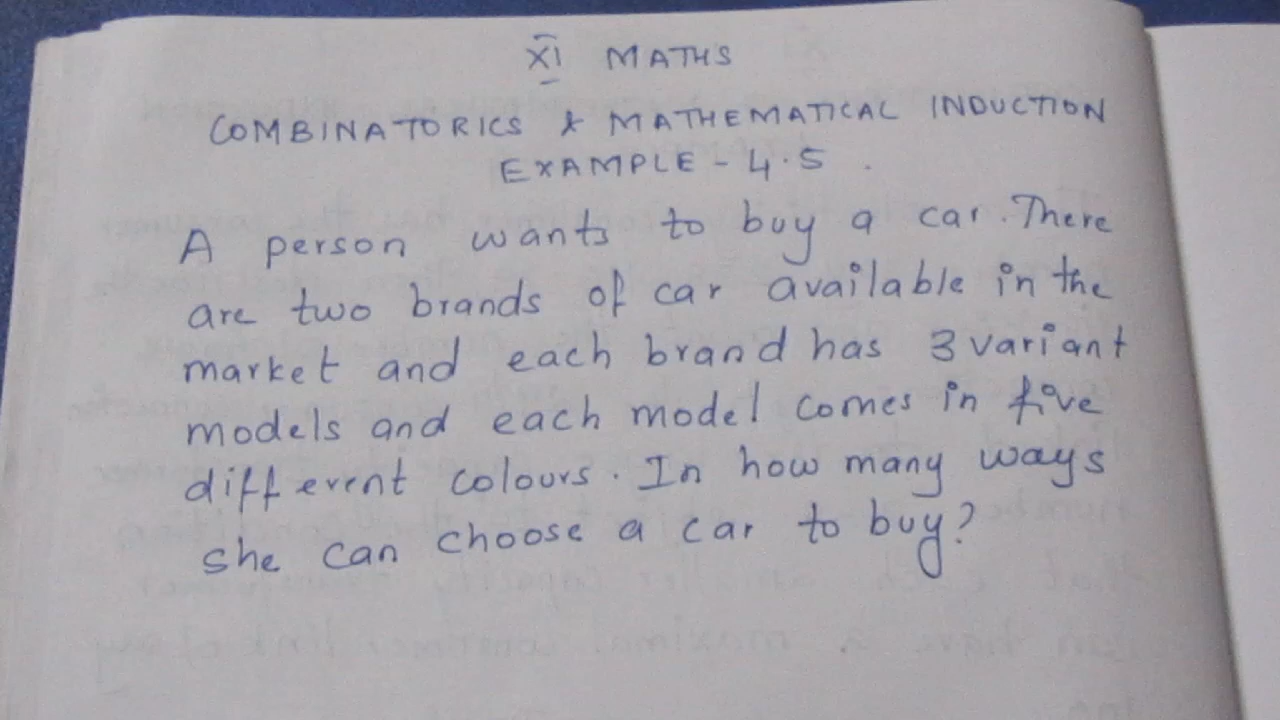 XI MATHS
COMBINATORICS & MATHEMATICAL INDUCTION
EXAMPLE - 4.5.
A person wants to buy a car. There
are two brands of car available in the
market and each brand has 3 variant
models and each model comes in five
different colours. In how many ways
she can choose a car to buy?